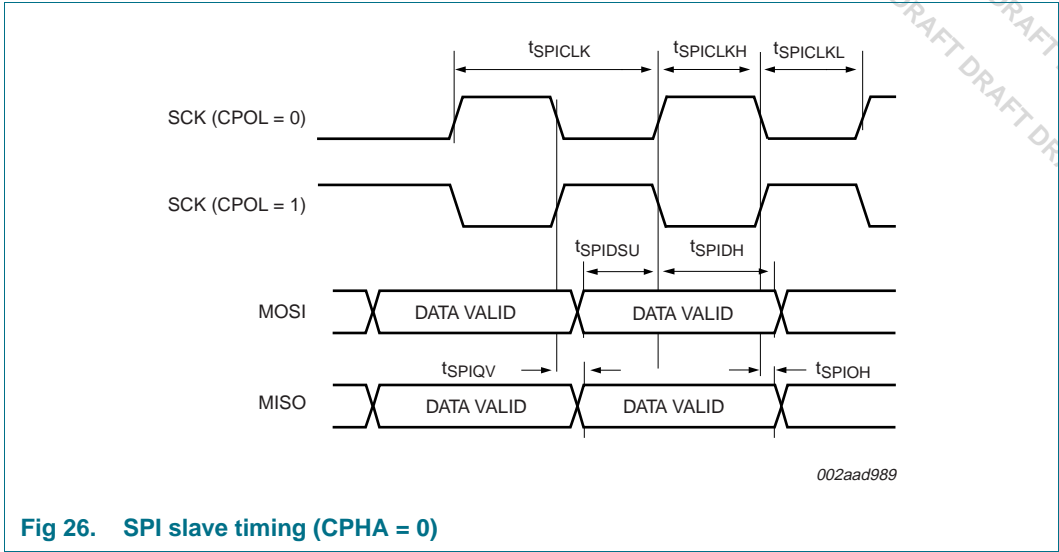 DRAFT DRAFT
DRAFT DRAFT
tSPICLK tSPICLKH tSPICLKL
SCK (CPOL = 0)
SCK (CPOL = 1)
tSPIDSU tSPIDH
MOSI DATA VALID DATA VALID
tSPIQV tSPIOH
MISO DATA VALID DATA VALID
002aad989
Fig 26. SPI slave timing (CPHA = 0)